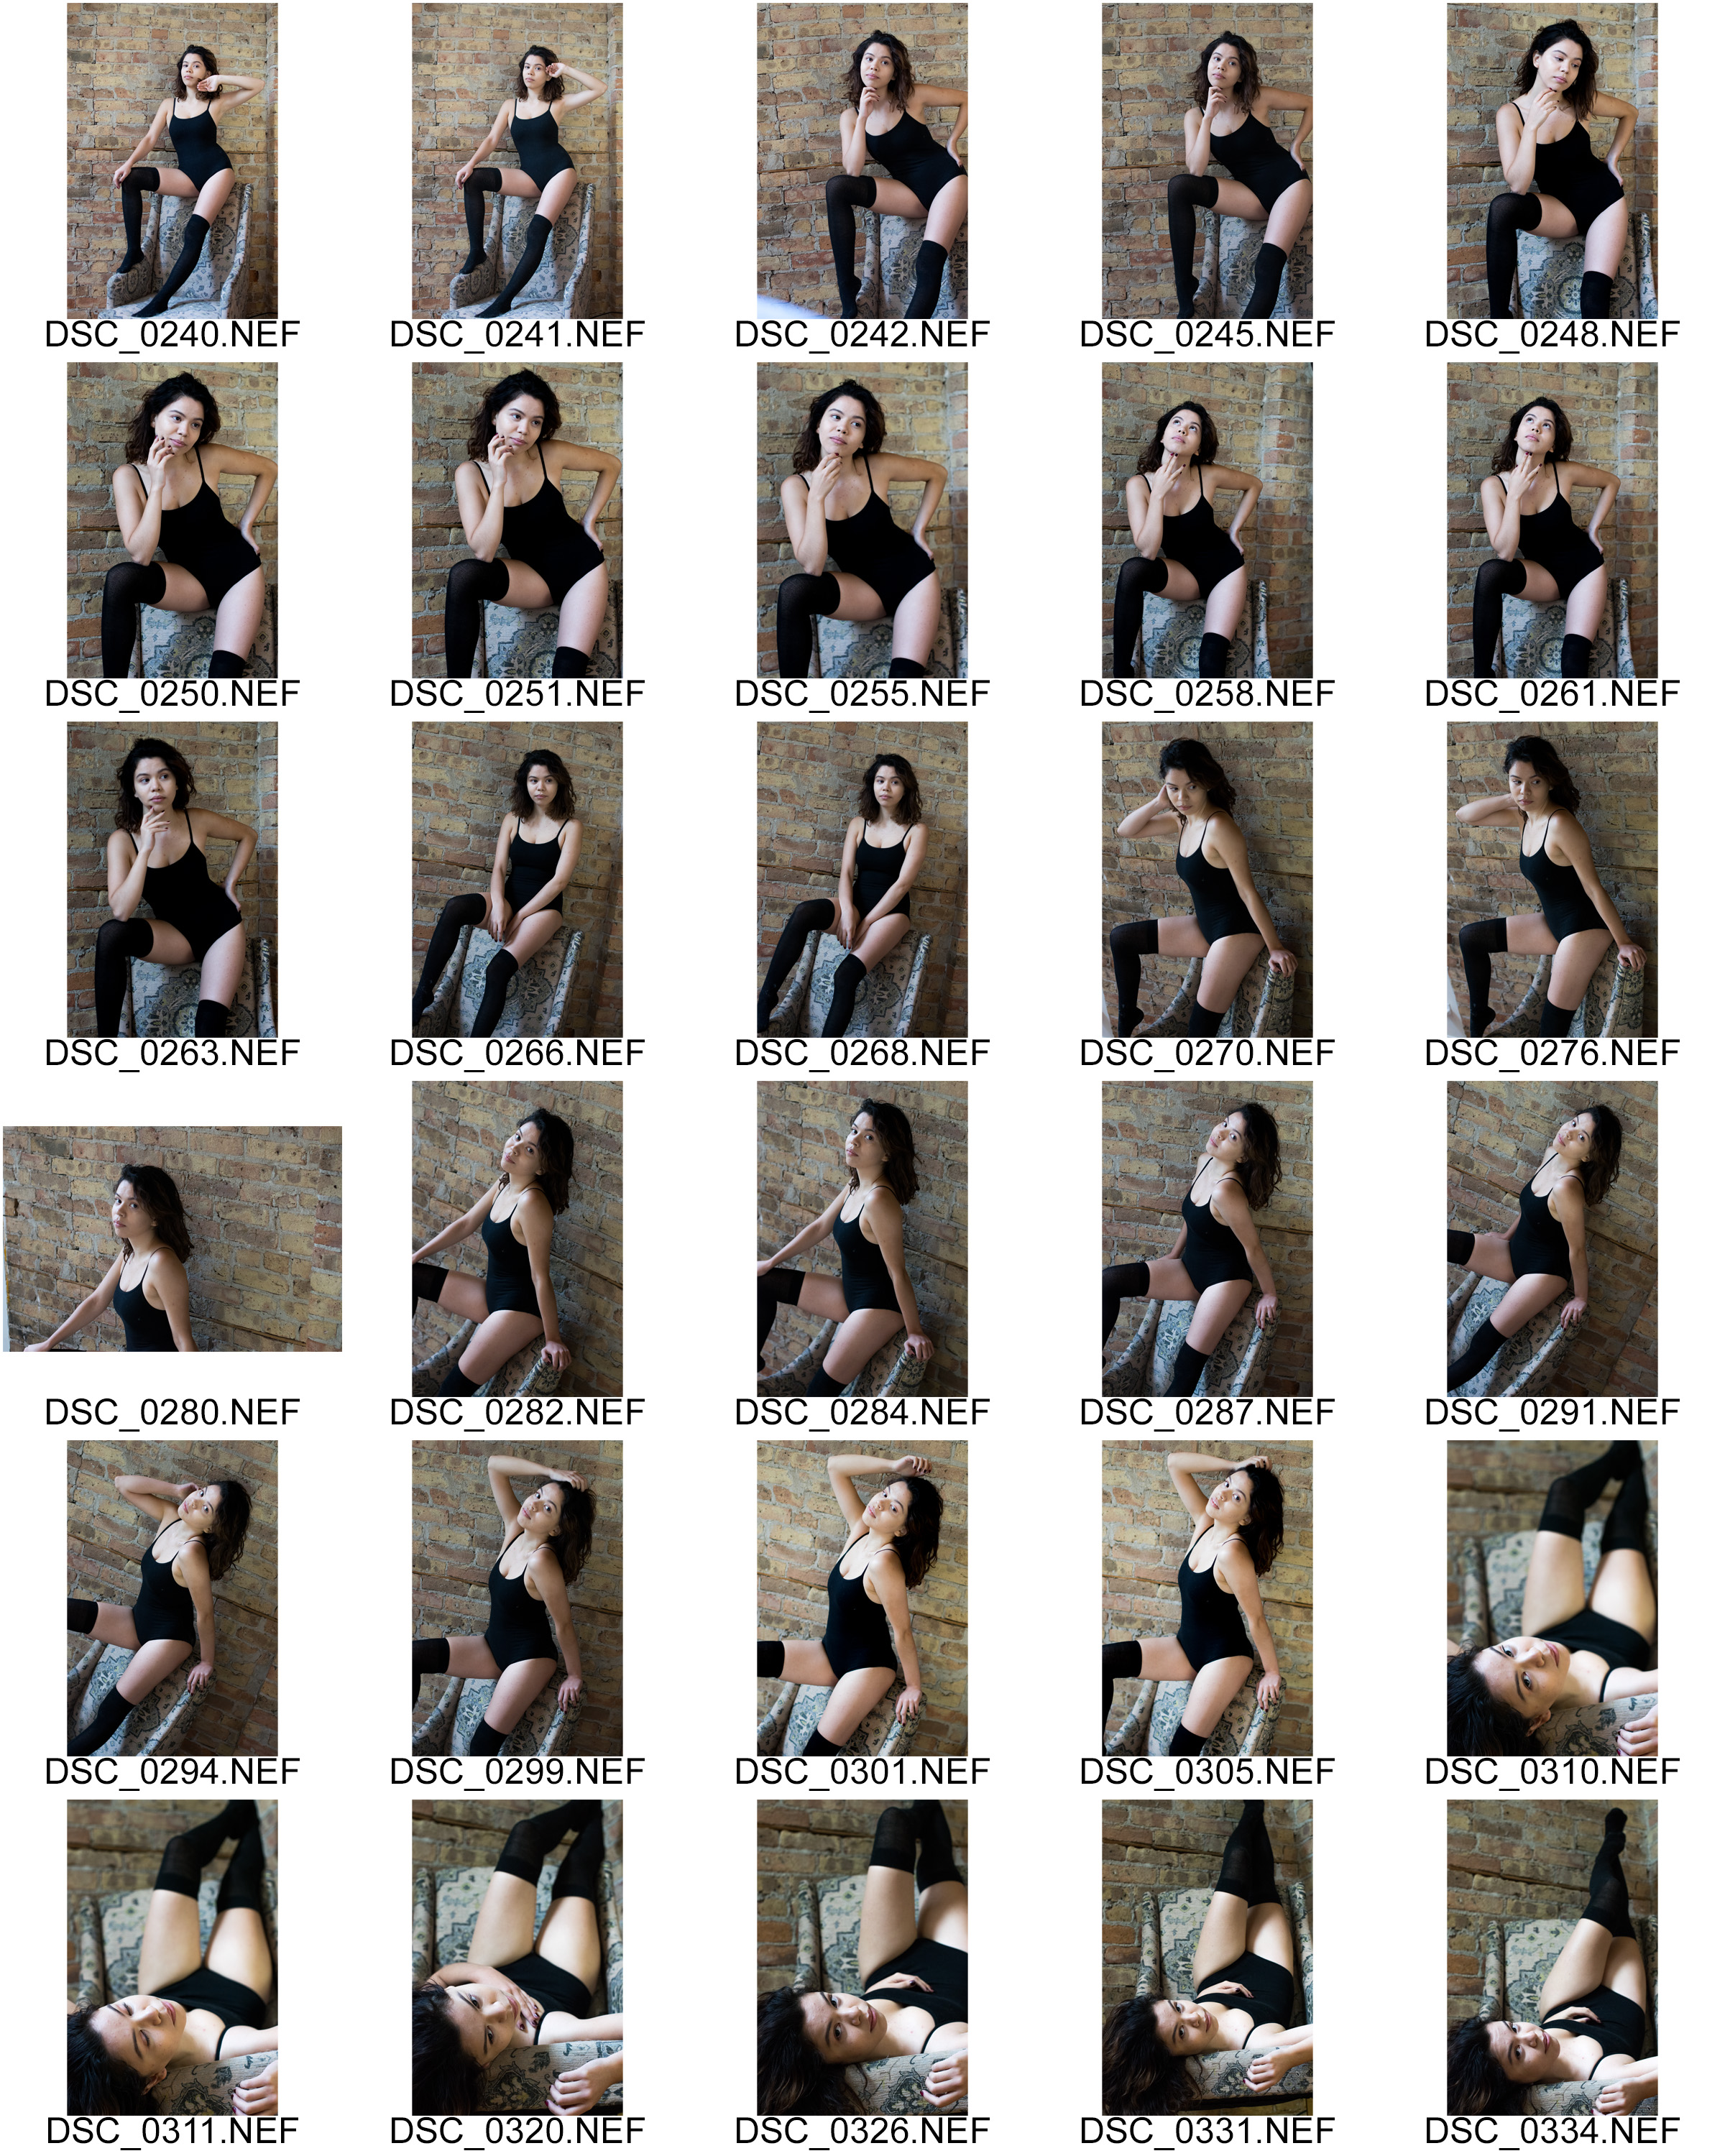 DSC_0240.NEF DSC_0241.NEF DSC_0242.NEF DSC_0245.NEF DSC_0248.NEF
DSC_0250.NEF DSC_0251.NEF DSC_0255.NEF DSC_0258.NEF DSC_0261.NEF
DSC_0263.NEF DSC_0266.NEF DSC_0268.NEF DSC_0270.NEF DSC_0276.NEF
DSC_0280.NEF DSC_0282.NEF DSC_0284.NEF DSC_0287.NEF DSC_0291.NEF
DSC_0294.NEF DSC_0299.NEF DSC_0301.NEF DSC_0305.NEF DSC_0310.NEF
DSC_0311.NEF DSC_0320.NEF DSC_0326.NEF DSC_0331.NEF DSC_0334.NEF